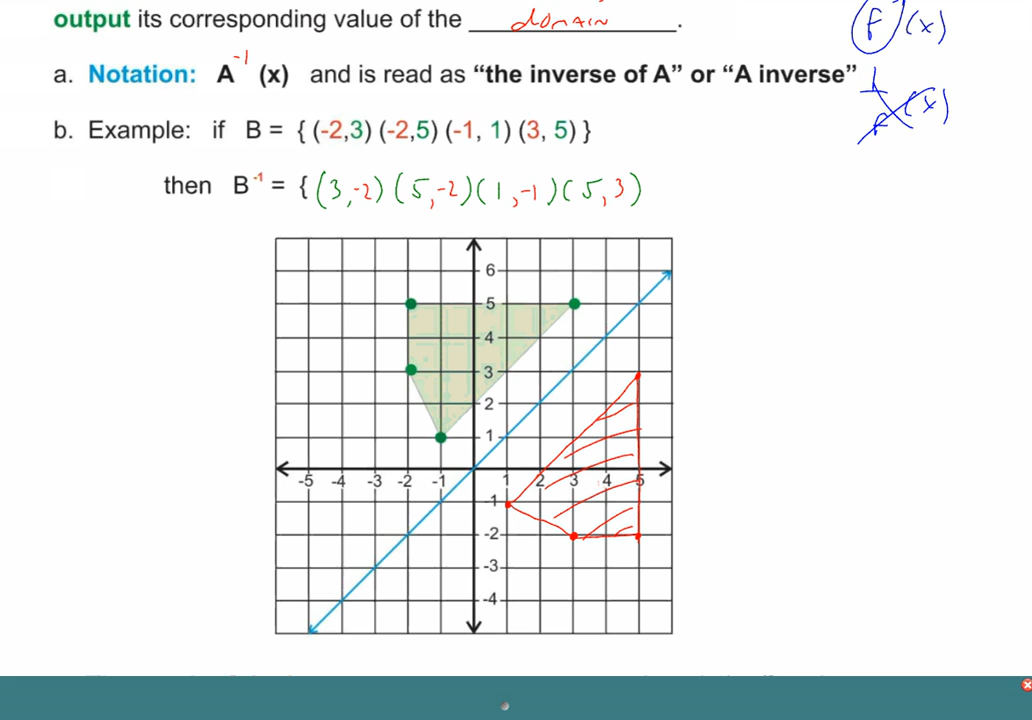 output its corresponding value of the domain.
F⁻¹(x)
a. Notation: A⁻¹(x) and is read as “the inverse of A” or “A inverse”
b. Example: if B = { (-2,3) (-2,5) (-1, 1) (3, 5) }
then B⁻¹ = { (3,-2) (5,-2) (1,-1) (5,3)
6
5
4
3
2
1
-5 -4 -3 -2 -1 1 2 3 4 5
-1
-2
-3
-4